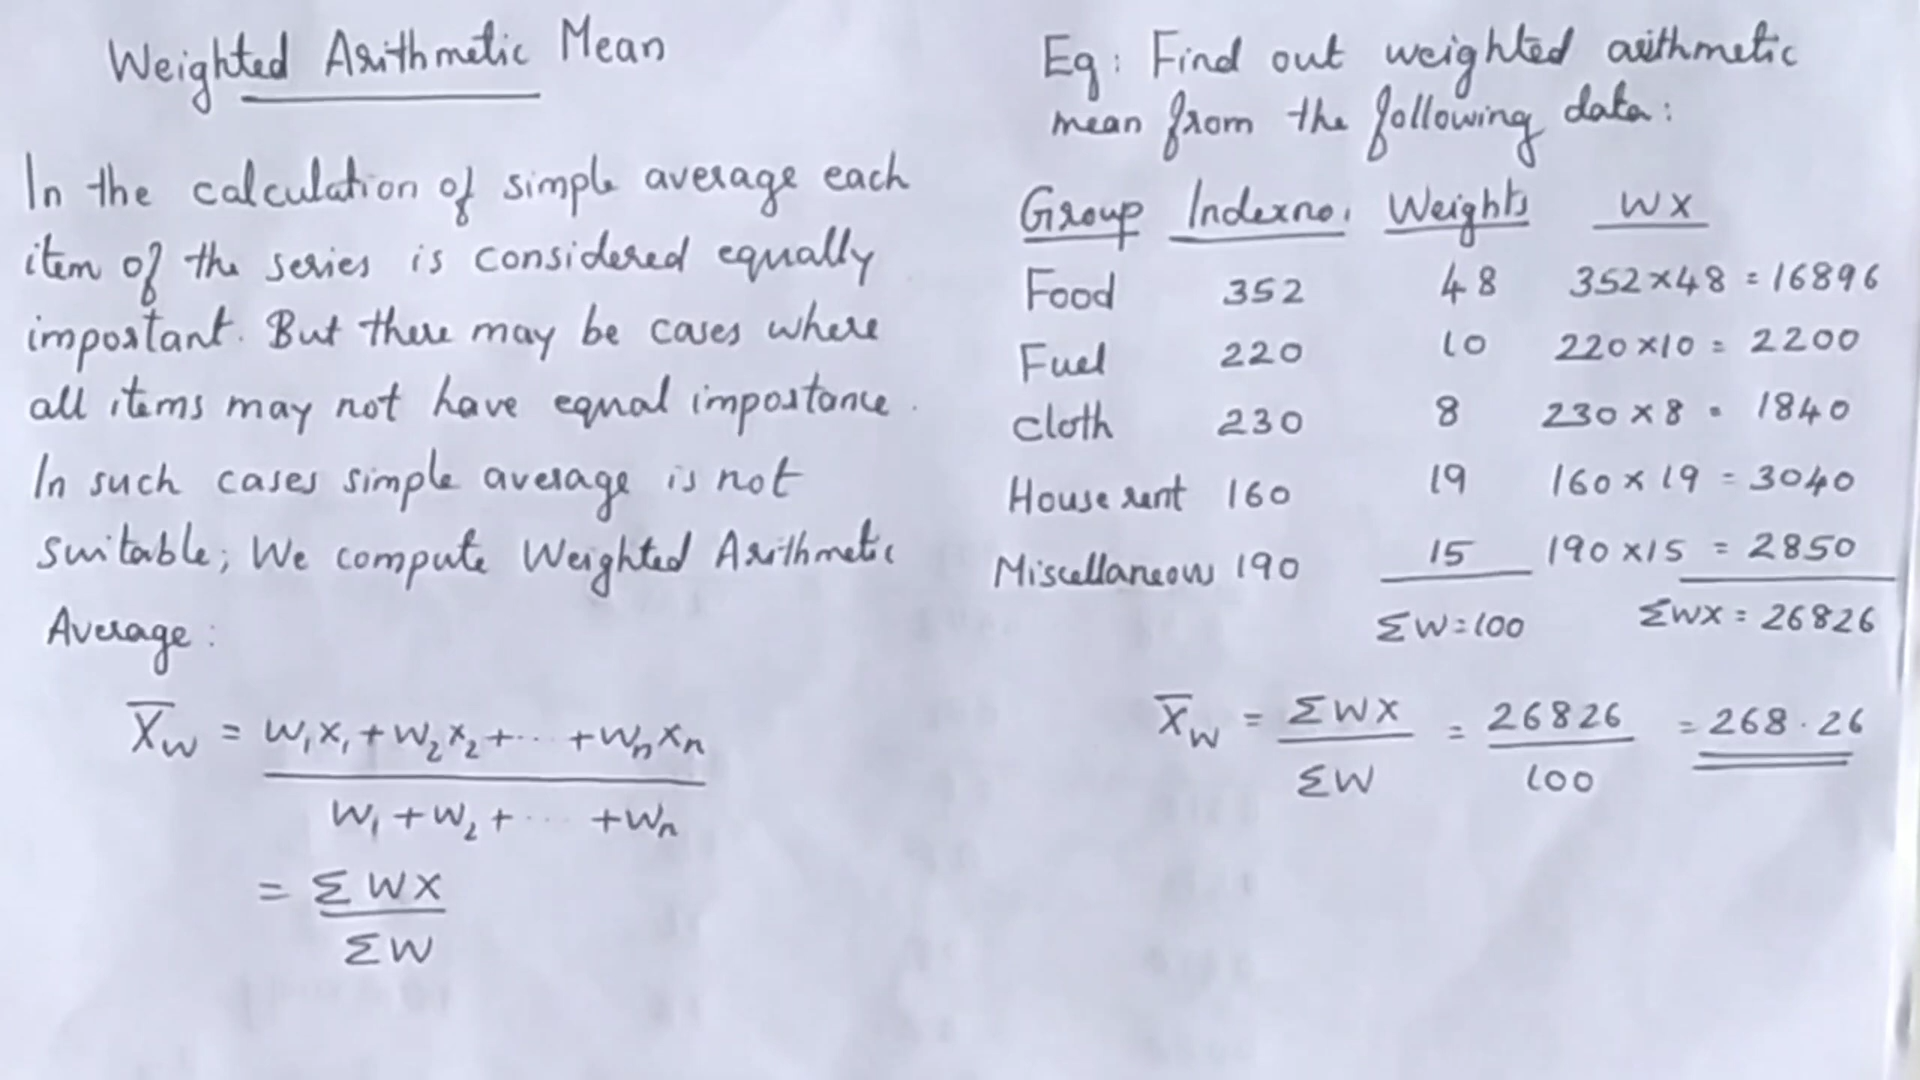 Weighted Arithmetic Mean
In the calculation of simple average each
item of the series is considered equally
important. But there may be cases where
all items may not have equal importance.
In such cases simple average is not
suitable; We compute Weighted Arithmetic
Average:
X̅w = W₁X₁+W₂X₂+···+WₙXₙ
W₁+W₂+···+Wₙ
= ΣWX
ΣW
Eg: Find out weighted arithmetic
mean from the following data:
Group Indexno. Weights WX
Food 352 48 352×48 = 16896
Fuel 220 10 220×10 = 2200
cloth 230 8 230×8 = 1840
House rent 160 19 160×19 = 3040
Miscellaneous 190 15 190×15 = 2850
ΣW=100 ΣWX = 26826
X̅w = ΣWX = 26826 = 268.26
ΣW 100